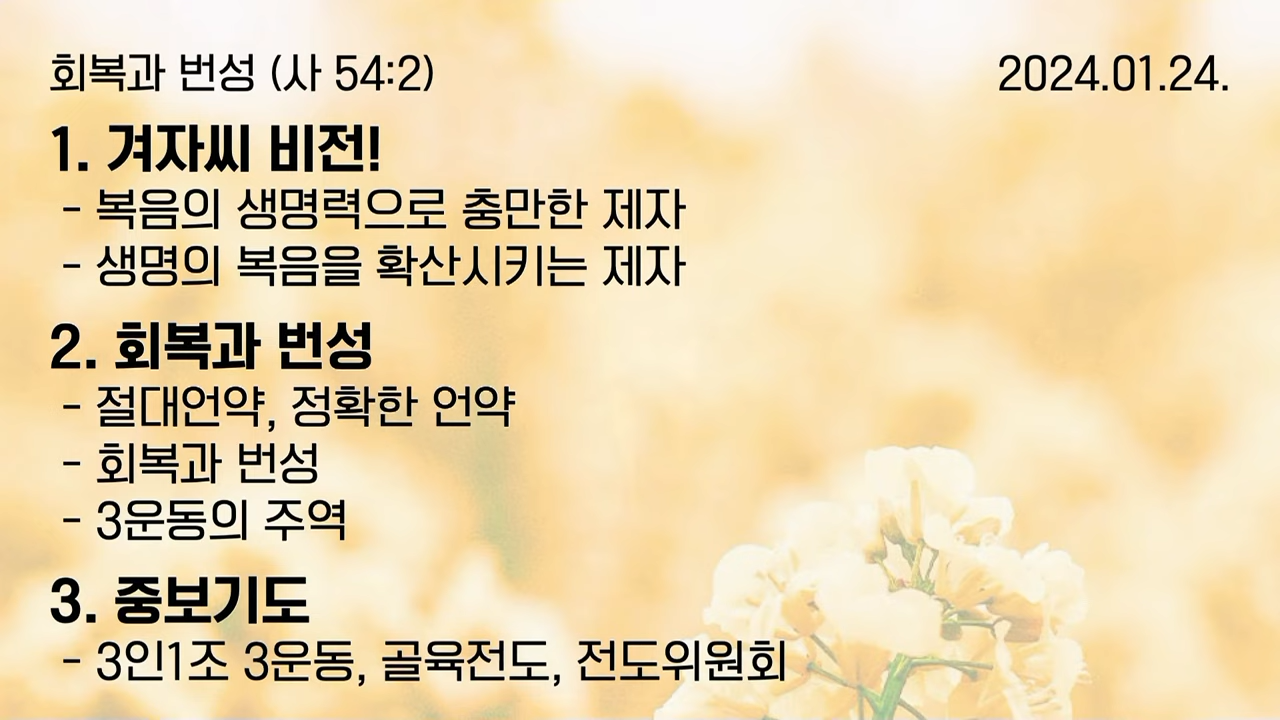 회복과 번성 (사 54:2) 2024.01.24.
1. 겨자씨 비전!
- 복음의 생명력으로 충만한 제자
- 생명의 복음을 확산시키는 제자
2. 회복과 번성
- 절대언약, 정확한 언약
- 회복과 번성
- 3운동의 주역
3. 중보기도
- 3인1조 3운동, 골육전도, 전도위원회